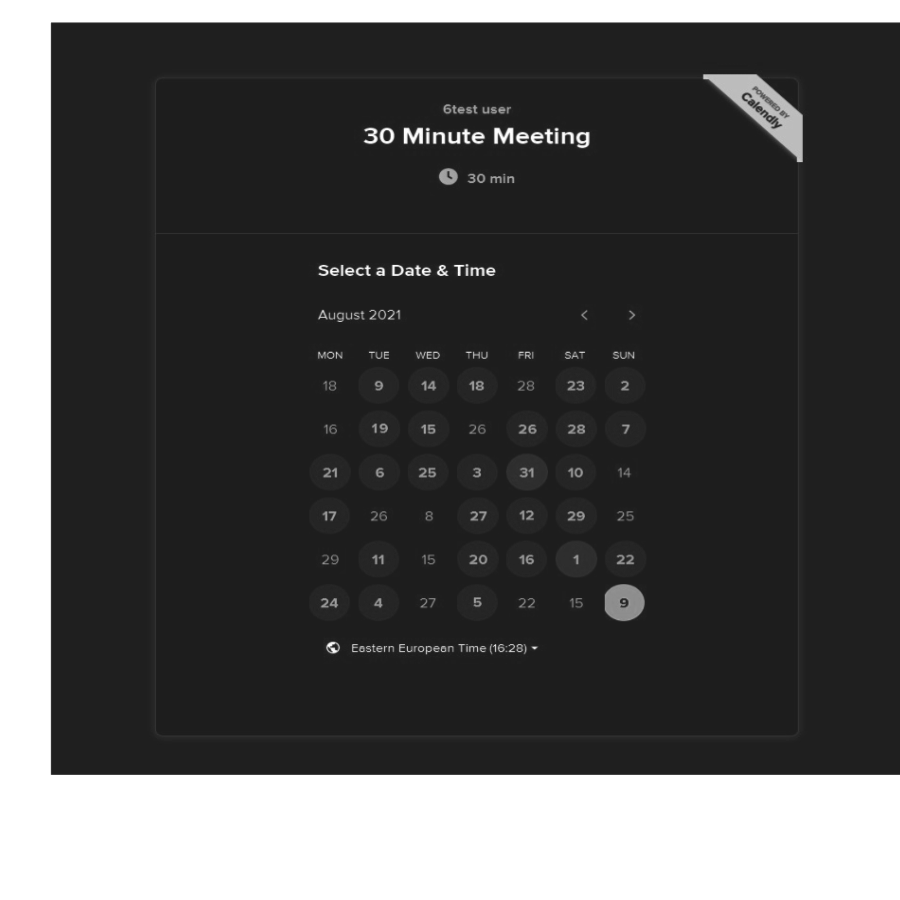 POWERED BY
Calendly
6test user
30 Minute Meeting
30 min
Select a Date & Time
August 2021
MON TUE WED THU FRI SAT SUN
18 9 14 18 28 23 2
16 19 15 26 26 28 7
21 6 25 3 31 10 14
17 26 8 27 12 29 25
29 11 15 20 16 1 22
24 4 27 5 22 15 9
Eastern European Time (16:28)